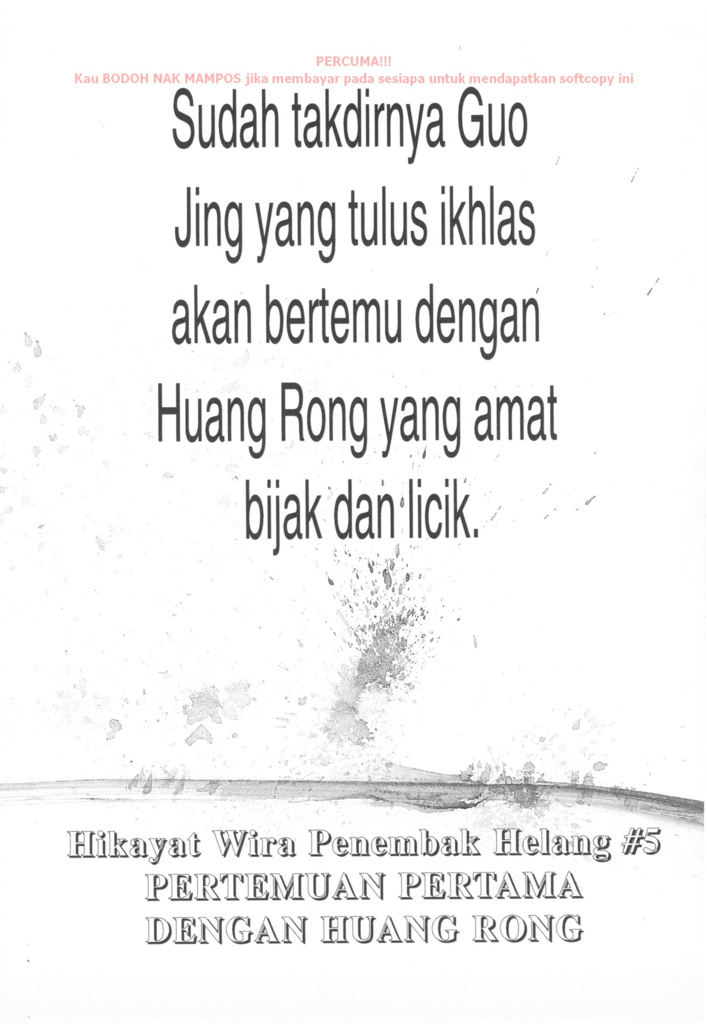 PERCUMA!!!
Kau BODOH NAK MAMPOS jika membayar pada sesiapa untuk mendapatkan softcopy ini
Sudah takdirnya Guo
Jing yang tulus ikhlas
akan bertemu dengan
Huang Rong yang amat
bijak dan licik.
Hikayat Wira Penembak Helang #5
PERTEMUAN PERTAMA
DENGAN HUANG RONG